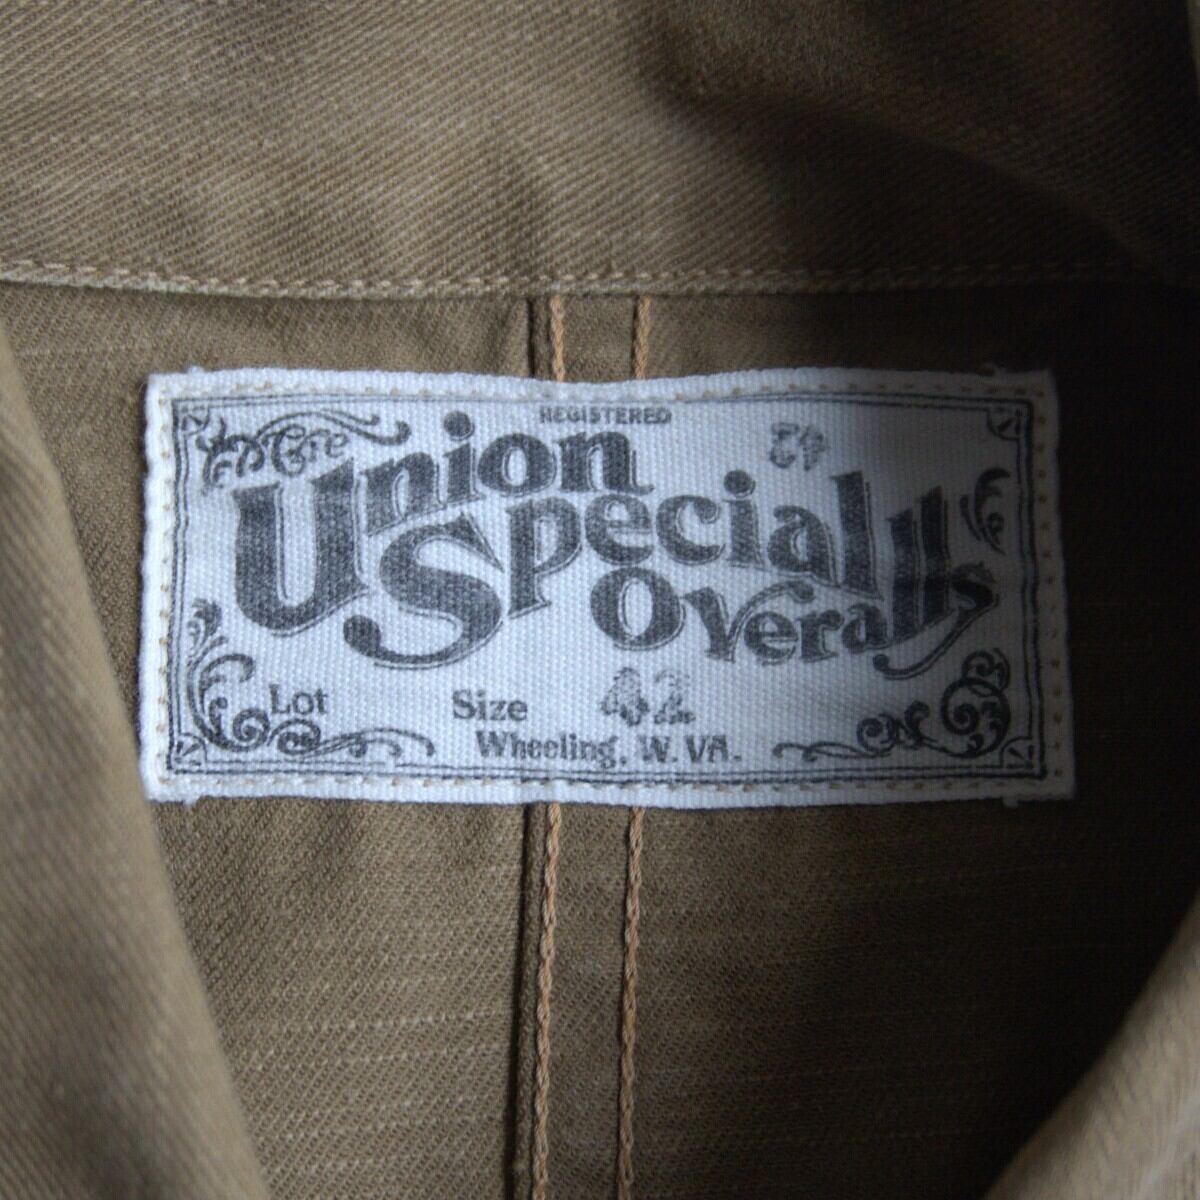 REGISTERED
The Union
Special
Overalls
Lot
Size 42
Wheeling, W. VA.